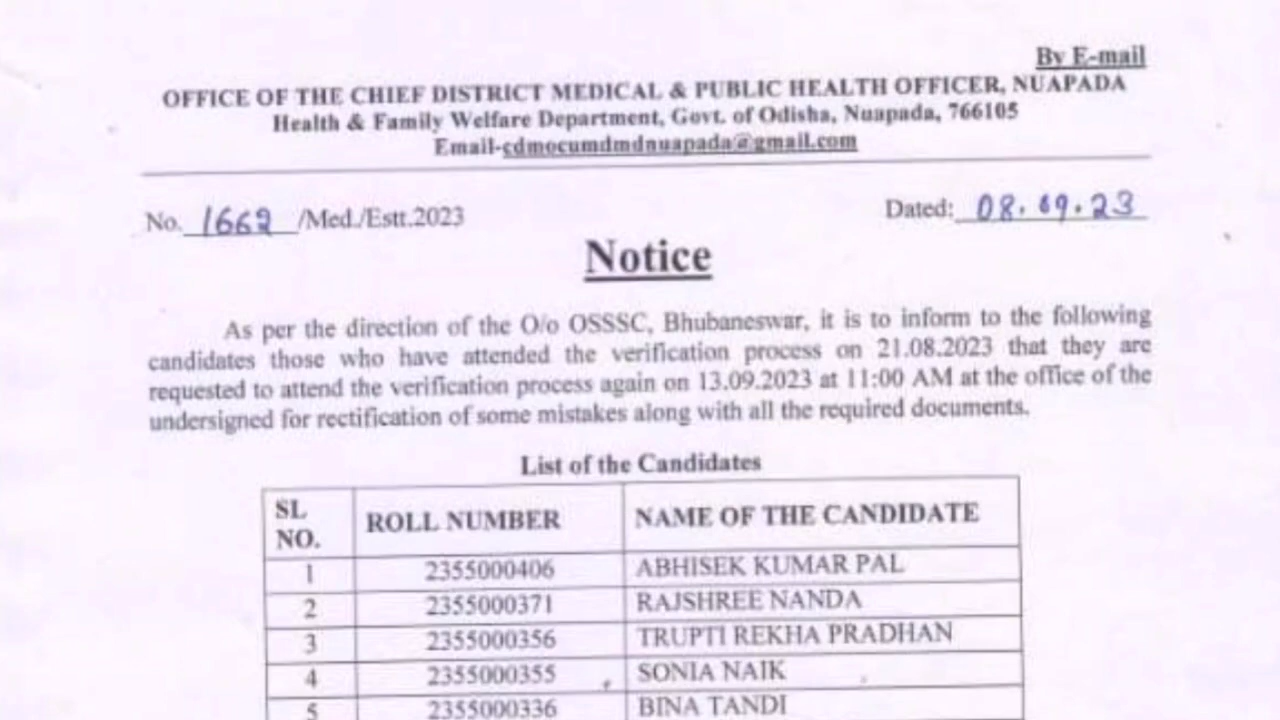 By E-mail
OFFICE OF THE CHIEF DISTRICT MEDICAL & PUBLIC HEALTH OFFICER, NUAPADA
Health & Family Welfare Department, Govt. of Odisha, Nuapada, 766105
Email-cdmocumdmdnuapada@gmail.com
No. 1662 /Med./Estt.2023 Dated: 08.09.23
Notice
As per the direction of the O/o OSSSC, Bhubaneswar, it is to inform to the following
candidates those who have attended the verification process on 21.08.2023 that they are
requested to attend the verification process again on 13.09.2023 at 11:00 AM at the office of the
undersigned for rectification of some mistakes along with all the required documents.
List of the Candidates
SL NO. ROLL NUMBER NAME OF THE CANDIDATE
1 2355000406 ABHISEK KUMAR PAL
2 2355000371 RAJSHREE NANDA
3 2355000356 TRUPTI REKHA PRADHAN
4 2355000355 SONIA NAIK
5 2355000336 BINA TANDI